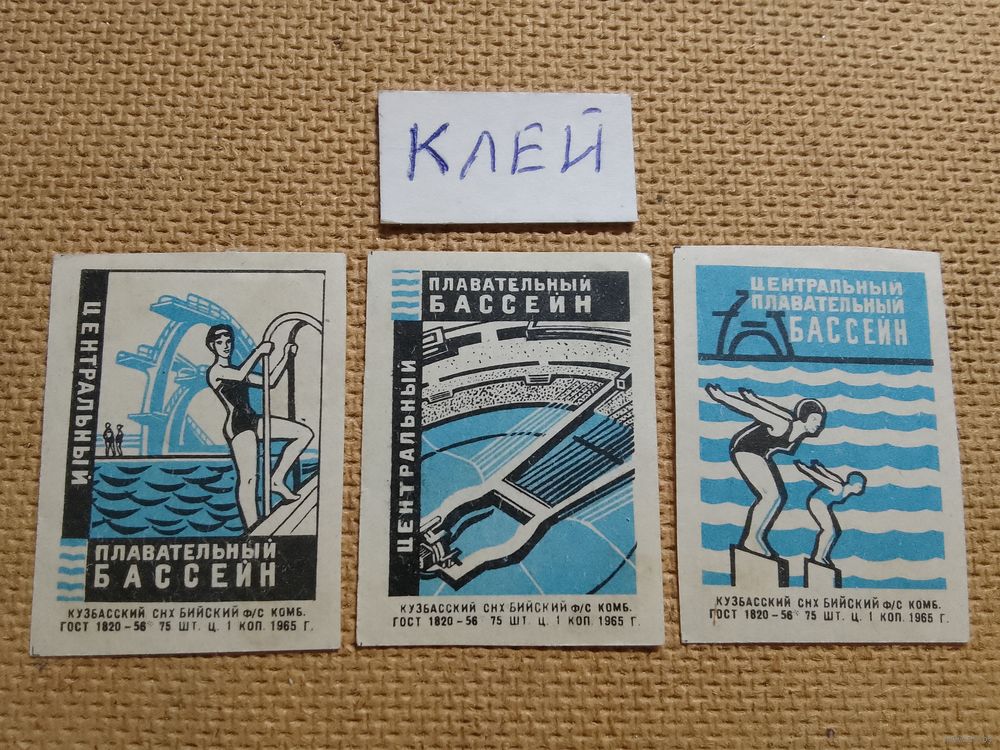 КЛЕЙ
ЦЕНТРАЛЬНЫЙ
ПЛАВАТЕЛЬНЫЙ
БАССЕЙН
КУЗБАССКИЙ СНХ БИЙСКИЙ Ф/С КОМБ.
ГОСТ 1820-56 75 ШТ. Ц. 1 КОП. 1965 Г.
ПЛАВАТЕЛЬНЫЙ
БАССЕЙН
ЦЕНТРАЛЬНЫЙ
КУЗБАССКИЙ СНХ БИЙСКИЙ Ф/С КОМБ.
ГОСТ 1820-56 75 ШТ. Ц. 1 КОП. 1965 Г.
ЦЕНТРАЛЬНЫЙ
ПЛАВАТЕЛЬНЫЙ
БАССЕЙН
КУЗБАССКИЙ СНХ БИЙСКИЙ Ф/С КОМБ.
ГОСТ 1820-56 75 ШТ. Ц. 1 КОП. 1965 Г.